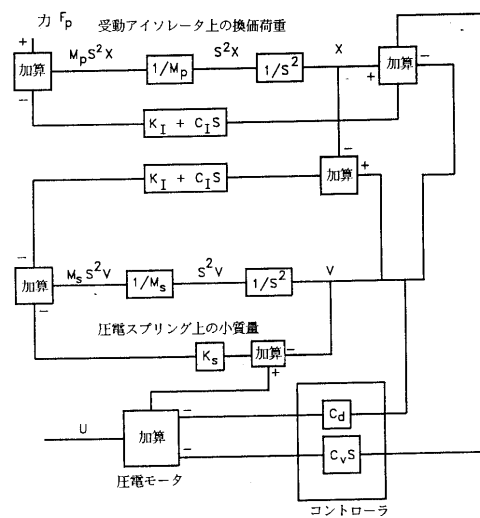 力 Fp
受動アイソレータ上の換価荷重
+
加算
MpS²X
1/Mp
S²X
1/S²
X
加算
−
+
−
KI + CIS
−
KI + CIS
加算
+
−
加算
MsS²V
1/Ms
S²V
1/S²
V
−
圧電スプリング上の小質量
Ks
加算
−
+
U
加算
−
Cd
−
CvS
圧電モータ
コントローラ